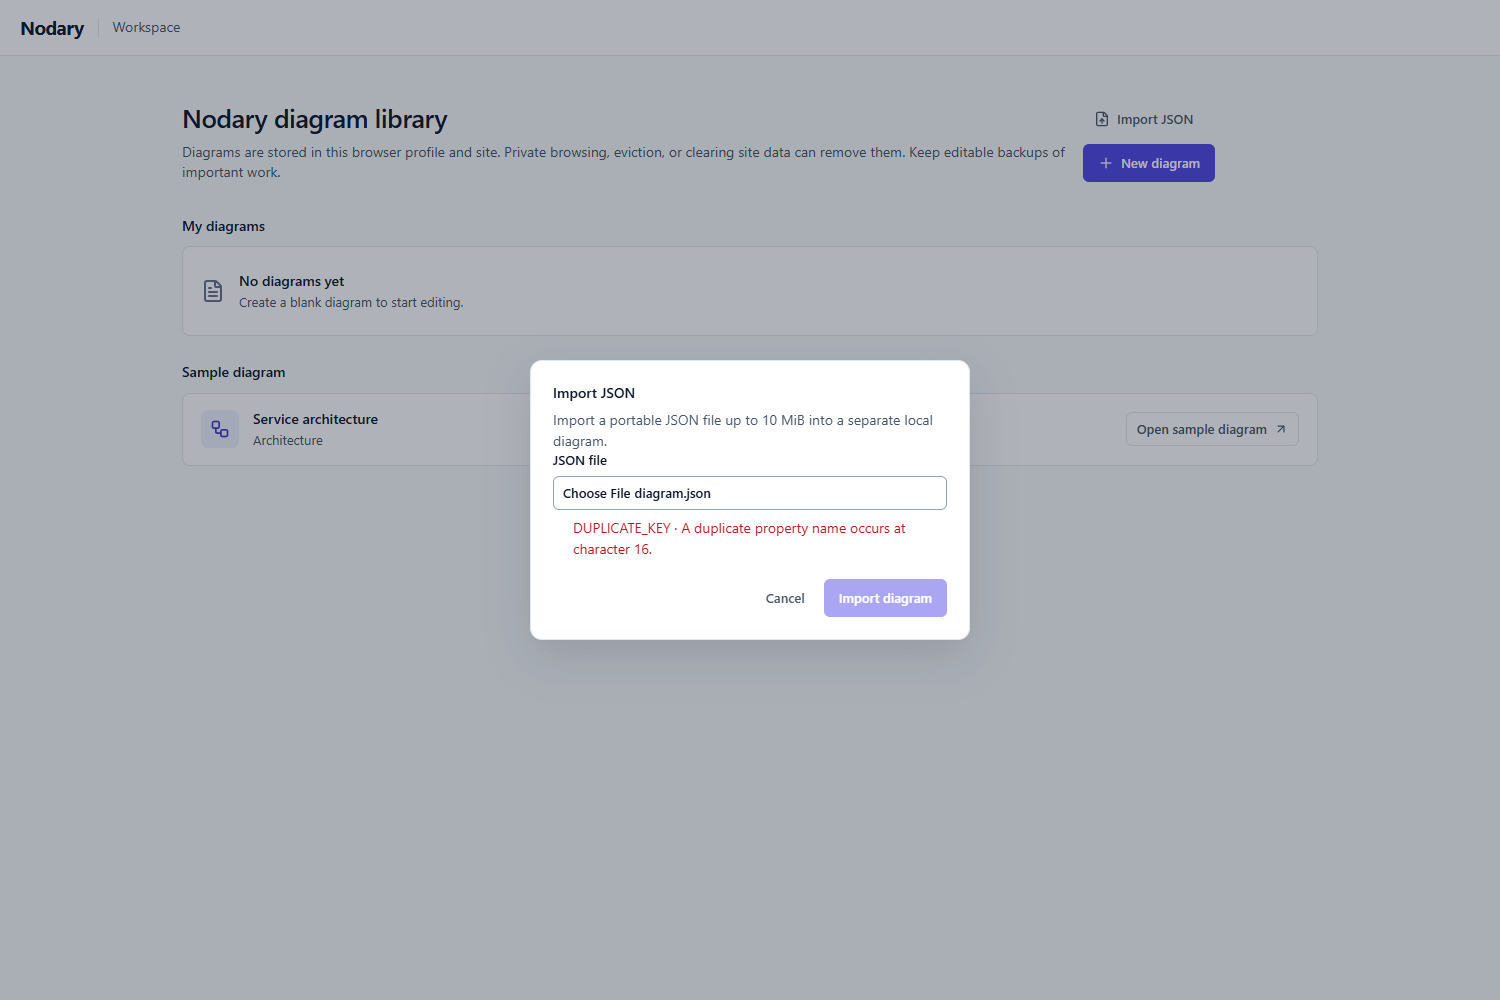 Nodary
Workspace
Nodary diagram library
Diagrams are stored in this browser profile and site. Private browsing, eviction, or clearing site data can remove them. Keep editable backups of
important work.
Import JSON
New diagram
My diagrams
No diagrams yet
Create a blank diagram to start editing.
Sample diagram
Service architecture
Architecture
Open sample diagram
Import JSON
Import a portable JSON file up to 10 MiB into a separate local
diagram.
JSON file
Choose File diagram.json
DUPLICATE_KEY · A duplicate property name occurs at
character 16.
Cancel
Import diagram